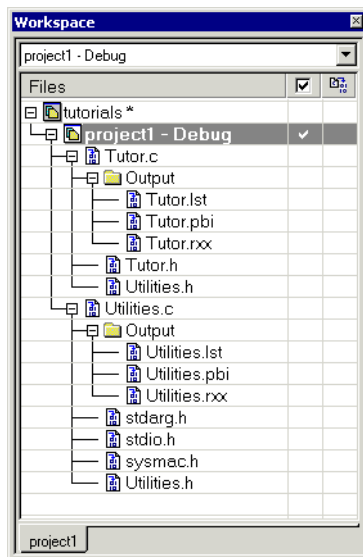 Workspace
project1 - Debug
Files
tutorials *
project1 - Debug
Tutor.c
Output
Tutor.lst
Tutor.pbi
Tutor.rxx
Tutor.h
Utilities.h
Utilities.c
Output
Utilities.lst
Utilities.pbi
Utilities.rxx
stdarg.h
stdio.h
sysmac.h
Utilities.h
project1